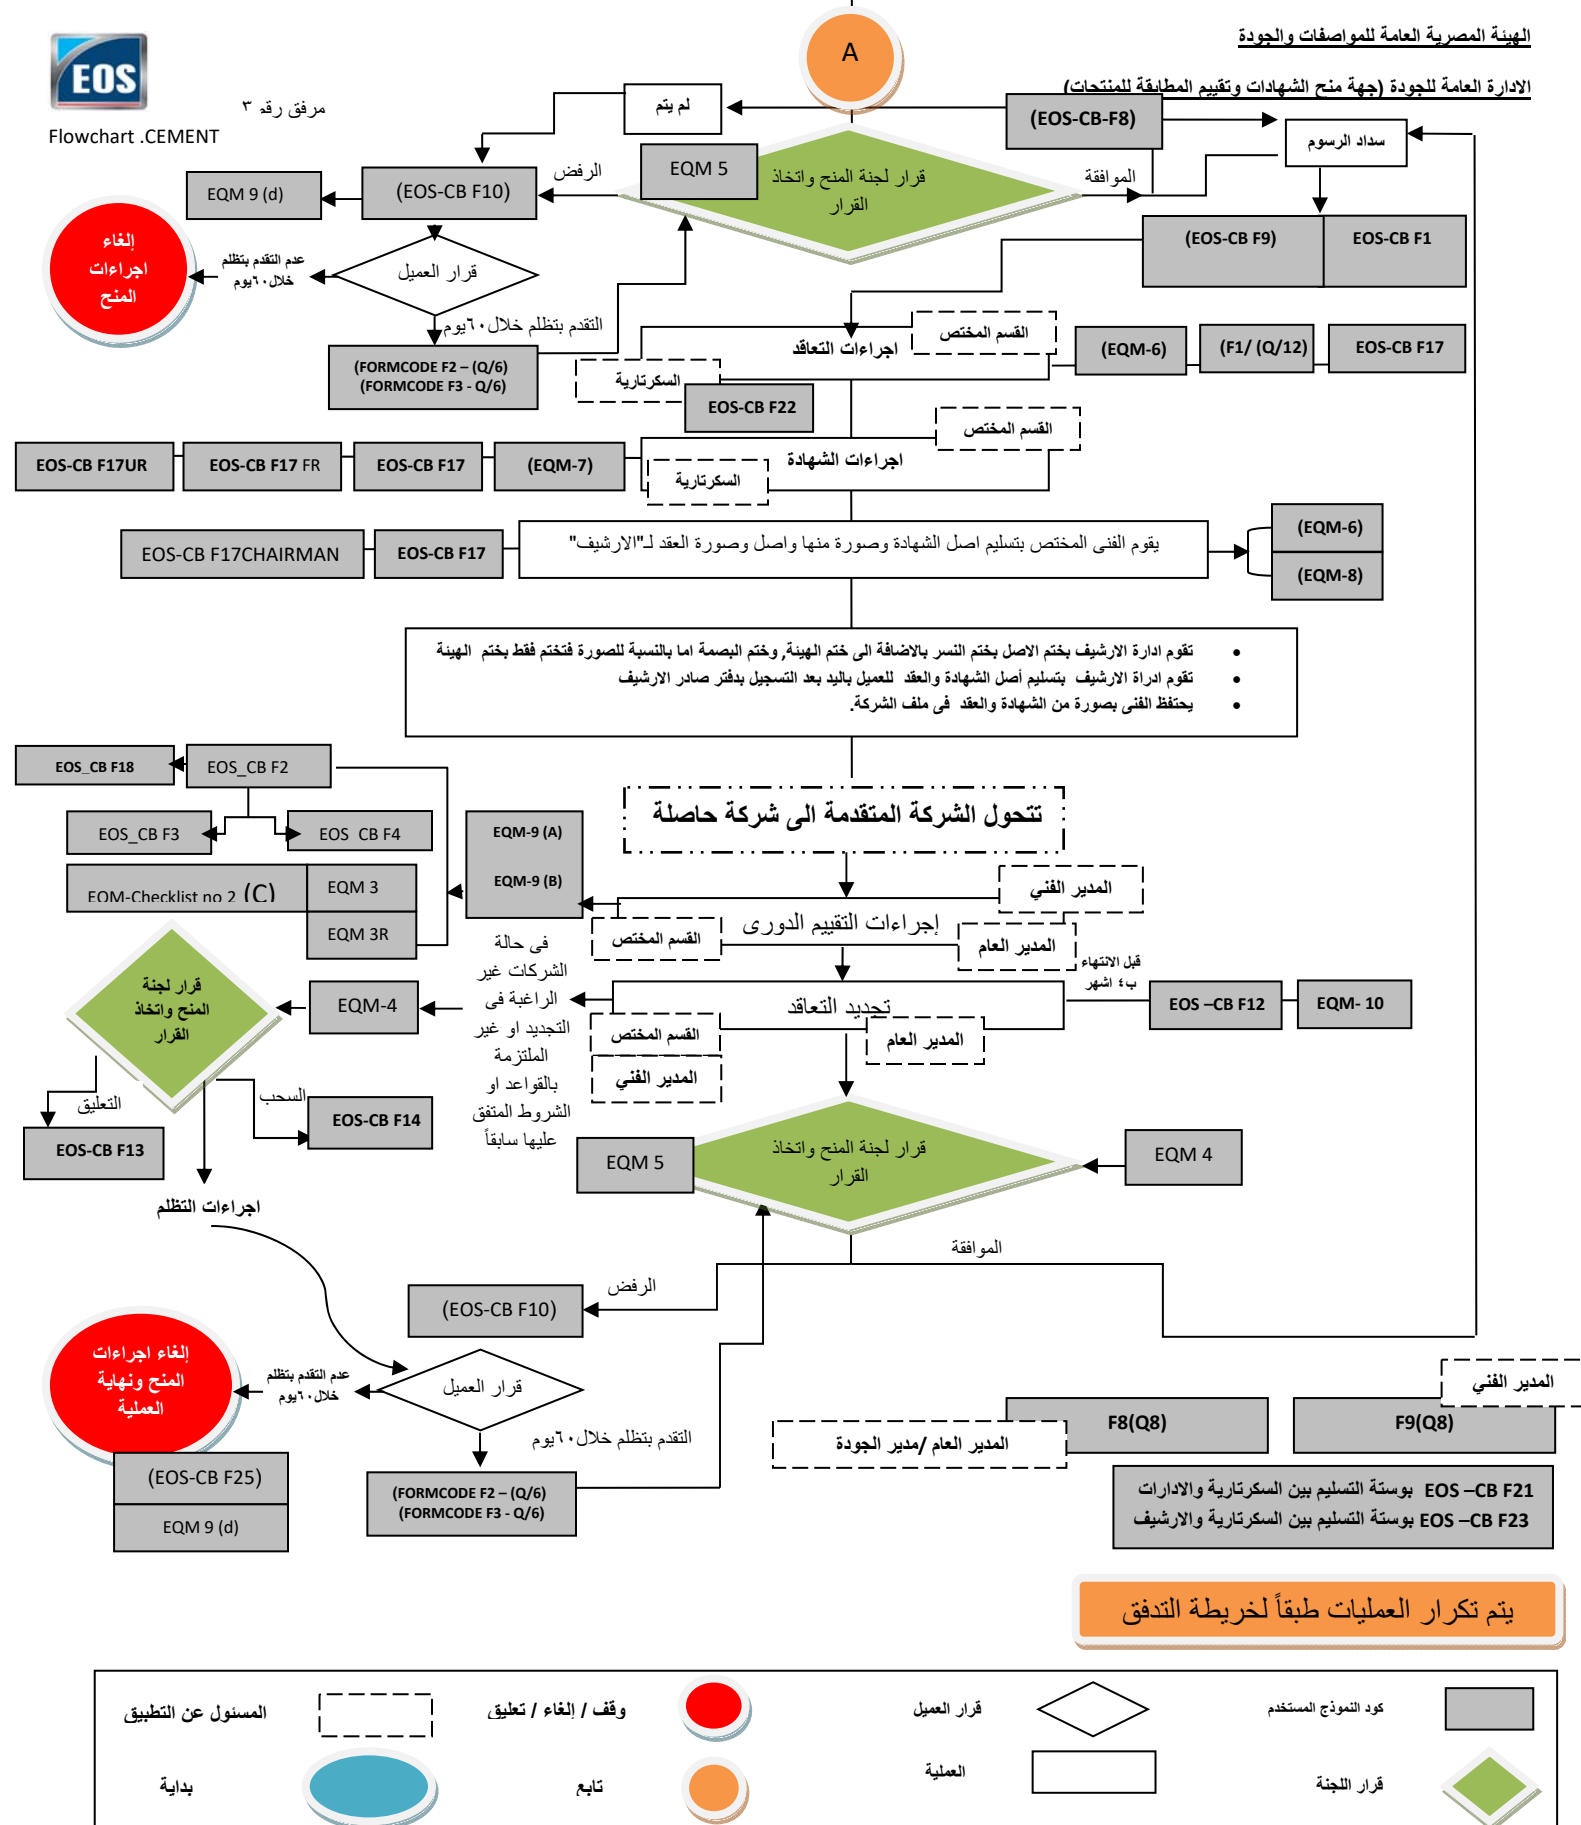 الهيئة المصرية العامة للمواصفات والجودة
الادارة العامة للجودة (جهة منح الشهادات وتقييم المطابقة للمنتجات)
EOS
مرفق رقم ٣
Flowchart .CEMENT
A
لم يتم
(EOS-CB-F8)
سداد الرسوم
EQM 5
قرار لجنة المنح واتخاذ
القرار
الرفض
الموافقة
(EOS-CB F10)
EQM 9 (d)
إلغاء
اجراءات
المنح
عدم التقدم بتظلم
خلال٦٠يوم
قرار العميل
التقدم بتظلم خلال٦٠يوم
(FORMCODE F2 – (Q/6)
(FORMCODE F3 - Q/6)
(EOS-CB F9)
EOS-CB F1
القسم المختص
اجراءات التعاقد
السكرتارية
EOS-CB F22
(EQM-6)
(F1/ (Q/12)
EOS-CB F17
القسم المختص
اجراءات الشهادة
السكرتارية
EOS-CB F17UR
EOS-CB F17 FR
EOS-CB F17
(EQM-7)
يقوم الفنى المختص بتسليم اصل الشهادة وصورة منها واصل وصورة العقد لـ"الارشيف"
EOS-CB F17CHAIRMAN
EOS-CB F17
(EQM-6)
(EQM-8)
• تقوم ادارة الارشيف بختم الاصل بختم النسر بالاضافة الى ختم الهيئة, وختم البصمة اما بالنسبة للصورة فتختم فقط بختم الهيئة
• تقوم ادراة الارشيف بتسليم أصل الشهادة والعقد للعميل باليد بعد التسجيل بدفتر صادر الارشيف
• يحتفظ الفنى بصورة من الشهادة والعقد فى ملف الشركة.
EOS_CB F18
EOS_CB F2
EOS_CB F3
EOS CB F4
EQM-9 (A)
EQM-9 (B)
تتحول الشركة المتقدمة الى شركة حاصلة
EOM-Checklist no 2 (C)
EQM 3
EQM 3R
المدير الفني
إجراءات التقييم الدورى
القسم المختص
المدير العام
قبل الانتهاء
ب٤ اشهر
تجديد التعاقد
القسم المختص
المدير العام
المدير الفني
EOS –CB F12
EQM- 10
فى حالة
الشركات غير
الراغبة فى
التجديد او غير
الملتزمة
بالقواعد او
الشروط المتفق
عليها سابقاً
EQM-4
قرار لجنة
المنح واتخاذ
القرار
السحب
التعليق
EOS-CB F14
EOS-CB F13
EQM 5
قرار لجنة المنح واتخاذ
القرار
EQM 4
اجراءات التظلم
الموافقة
الرفض
(EOS-CB F10)
إلغاء اجراءات
المنح ونهاية
العملية
عدم التقدم بتظلم
خلال٦٠يوم
قرار العميل
التقدم بتظلم خلال٦٠يوم
(EOS-CB F25)
EQM 9 (d)
(FORMCODE F2 – (Q/6)
(FORMCODE F3 - Q/6)
المدير الفني
F8(Q8)
F9(Q8)
المدير العام /مدير الجودة
EOS –CB F21 بوستة التسليم بين السكرتارية والادارات
EOS –CB F23 بوستة التسليم بين السكرتارية والارشيف
يتم تكرار العمليات طبقاً لخريطة التدفق
كود النموذج المستخدم
قرار العميل
وقف / إلغاء / تعليق
المسئول عن التطبيق
قرار اللجنة
العملية
تابع
بداية